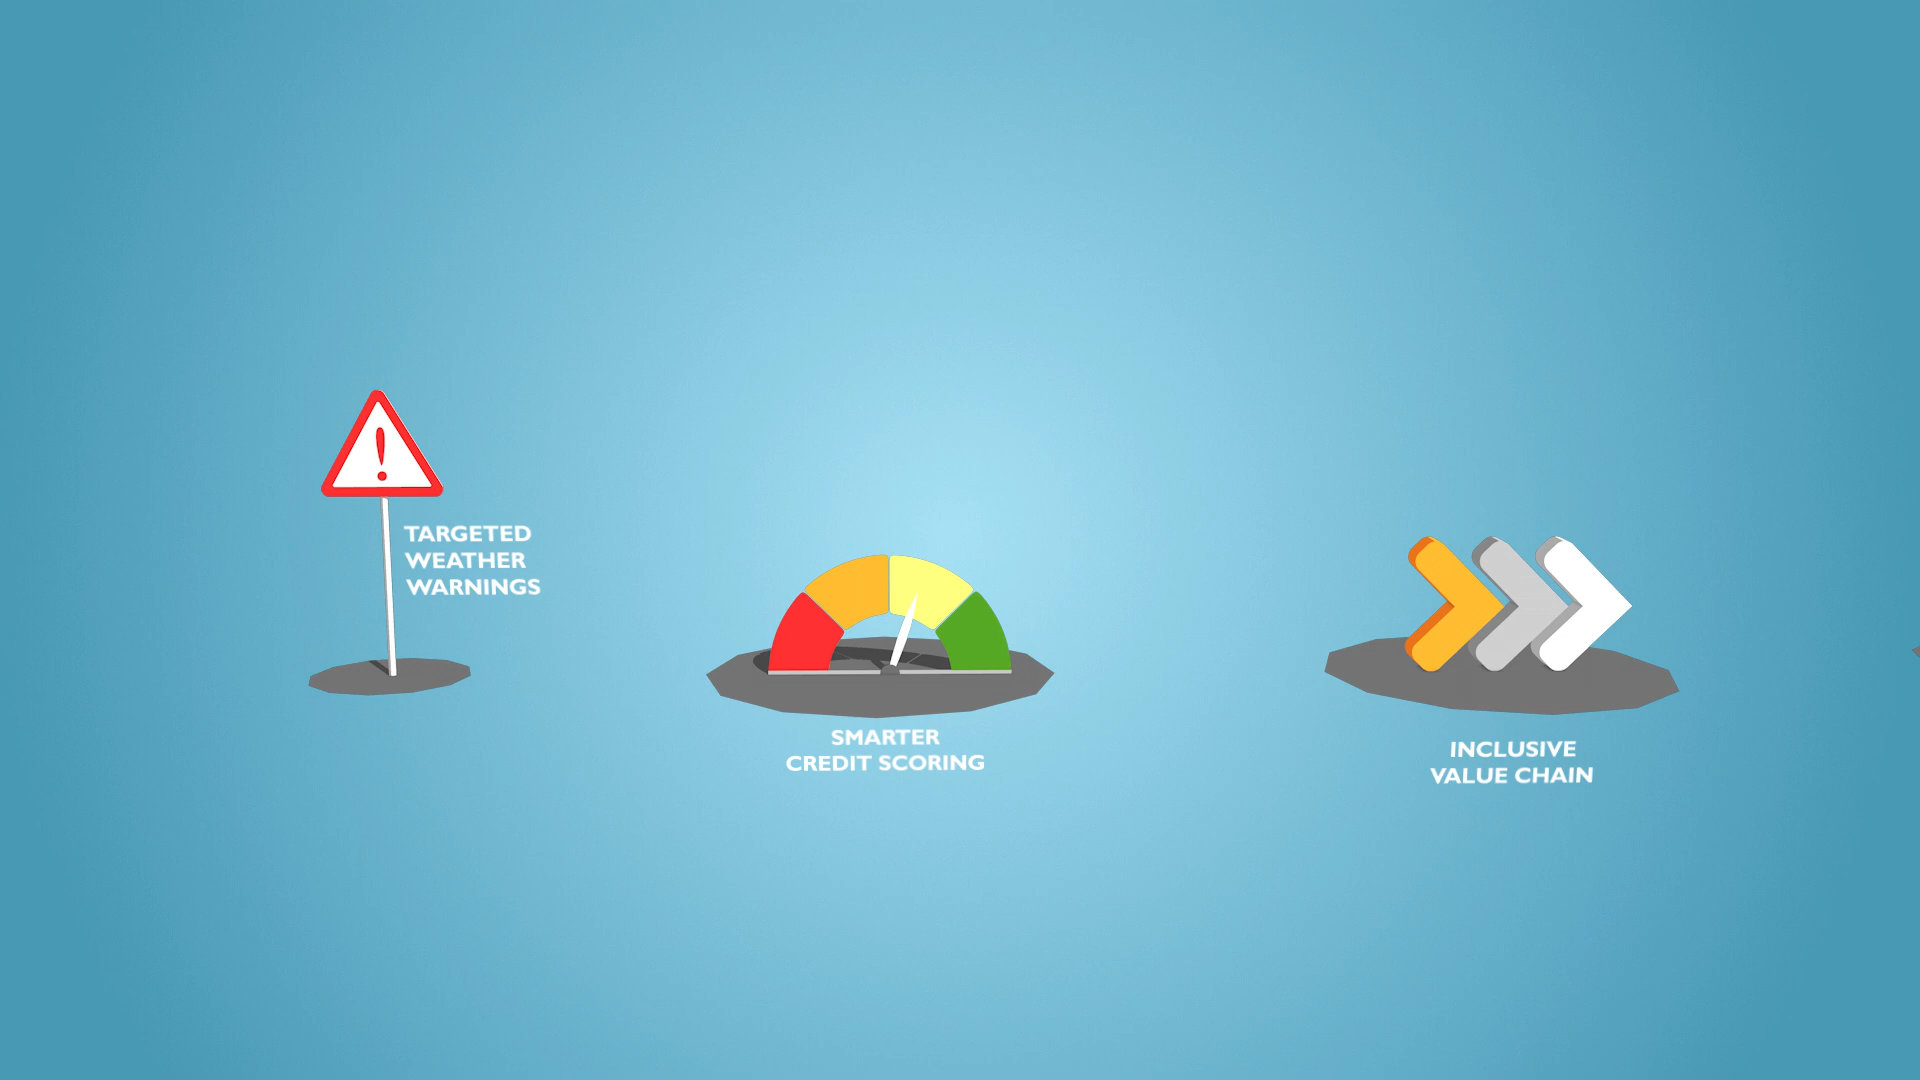 TARGETED
WEATHER
WARNINGS
SMARTER
CREDIT SCORING
INCLUSIVE
VALUE CHAIN